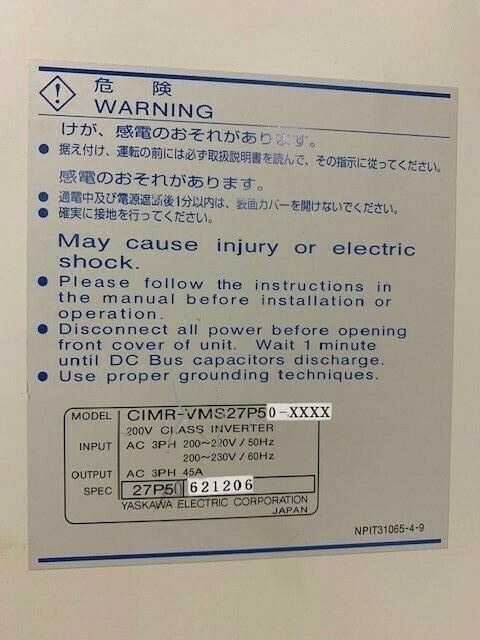 危 険
WARNING
けが、感電のおそれがあります。
● 据え付け、運転の前には必ず取扱説明書を読んで、その指示に従ってください。
感電のおそれがあります。
● 通電中及び電源遮断後1分以内は、表面カバーを開けないでください。
● 確実に接地を行ってください。
May cause injury or electric
shock.
● Please follow the instructions in
the manual before installation or
operation.
● Disconnect all power before opening
front cover of unit. Wait 1 minute
until DC Bus capacitors discharge.
● Use proper grounding techniques.
MODEL CIMR-VMS27P50-XXXX
200V CLASS INVERTER
INPUT AC 3PH 200~220V / 50Hz
200~230V / 60Hz
OUTPUT AC 3PH 45A
SPEC 27P50 621206
YASKAWA ELECTRIC CORPORATION
JAPAN
NPIT31065-4-9